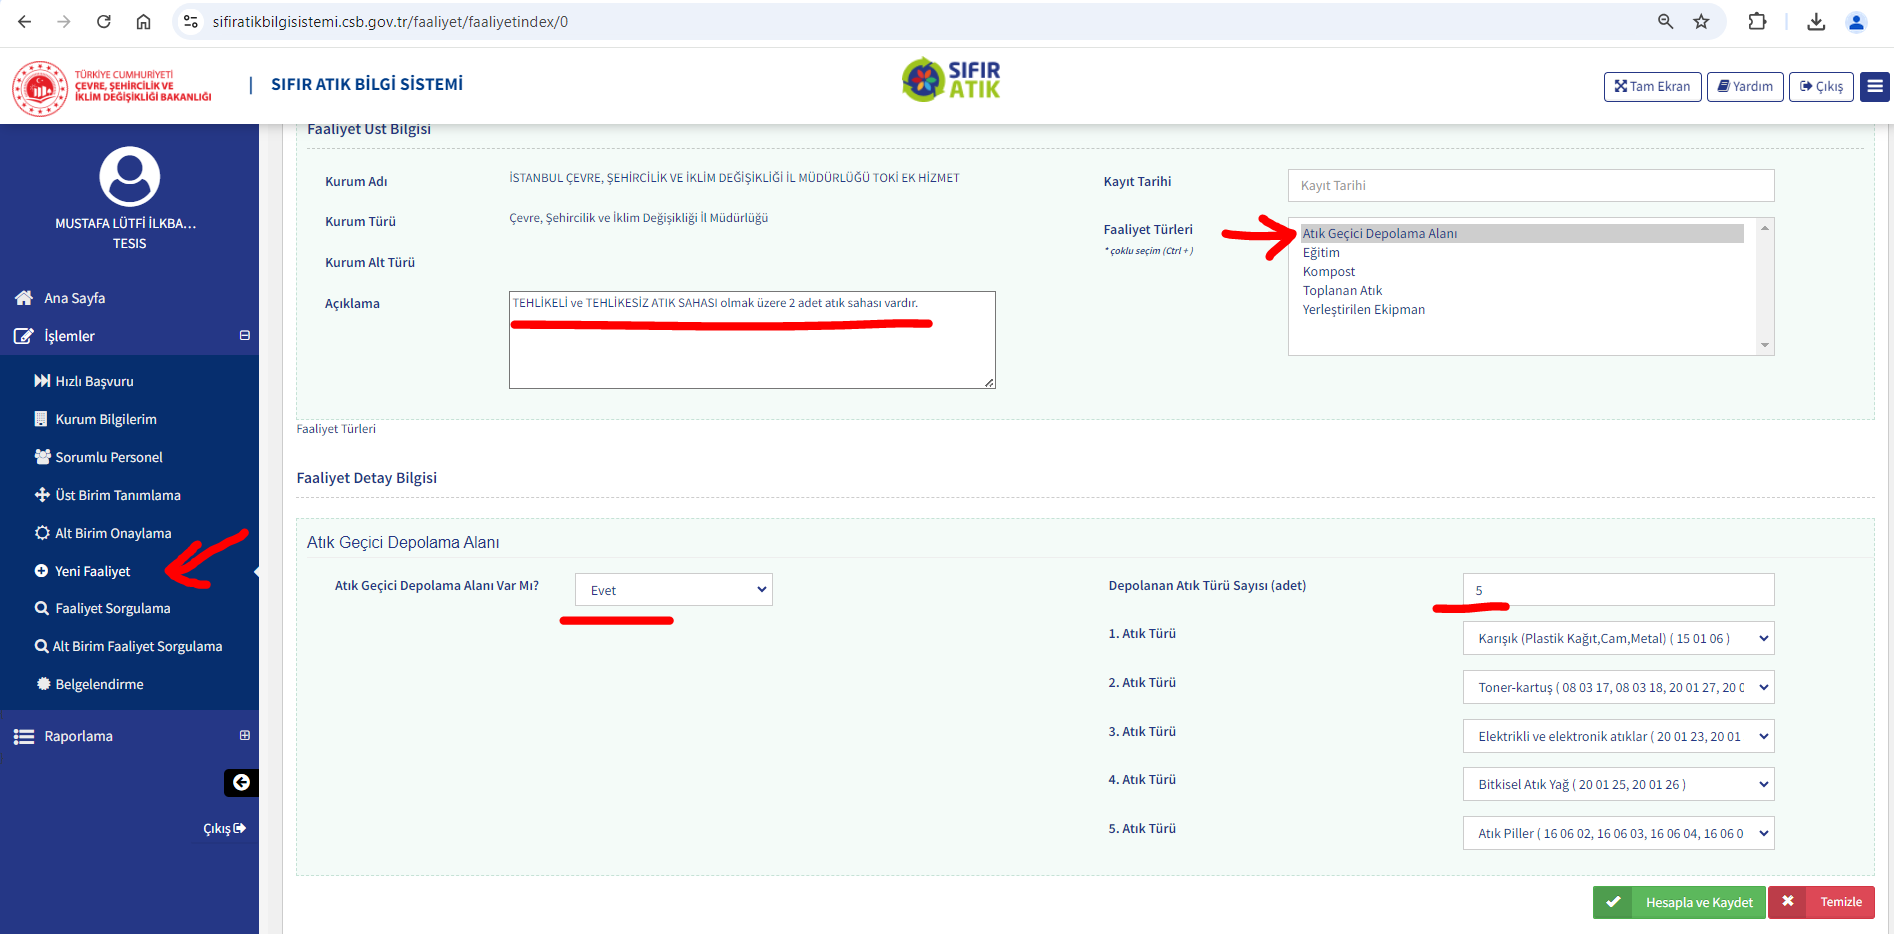 sifiratikbilgisistemi.csb.gov.tr/faaliyet/faaliyetindex/0
TÜRKİYE CUMHURİYETİ
ÇEVRE, ŞEHİRCİLİK VE
İKLİM DEĞİŞİKLİĞİ BAKANLIĞI
| SIFIR ATIK BİLGİ SİSTEMİ
SIFIR
ATIK
Tam Ekran
Yardım
Çıkış
MUSTAFA LÜTFİ İLKBA...
TESIS
Ana Sayfa
İşlemler
Hızlı Başvuru
Kurum Bilgilerim
Sorumlu Personel
Üst Birim Tanımlama
Alt Birim Onaylama
Yeni Faaliyet
Faaliyet Sorgulama
Alt Birim Faaliyet Sorgulama
Belgelendirme
Raporlama
Çıkış
Faaliyet Üst Bilgisi
Kurum Adı
İSTANBUL ÇEVRE, ŞEHİRCİLİK VE İKLİM DEĞİŞİKLİĞİ İL MÜDÜRLÜĞÜ TOKİ EK HİZMET
Kurum Türü
Çevre, Şehircilik ve İklim Değişikliği İl Müdürlüğü
Kurum Alt Türü
Açıklama
TEHLİKELİ ve TEHLİKESİZ ATIK SAHASI olmak üzere 2 adet atık sahası vardır.
Kayıt Tarihi
Kayıt Tarihi
Faaliyet Türleri
* çoklu seçim (Ctrl + )
Atık Geçici Depolama Alanı
Eğitim
Kompost
Toplanan Atık
Yerleştirilen Ekipman
Faaliyet Türleri
Faaliyet Detay Bilgisi
Atık Geçici Depolama Alanı
Atık Geçici Depolama Alanı Var Mı?
Evet
Depolanan Atık Türü Sayısı (adet)
5
1. Atık Türü
Karışık (Plastik Kağıt,Cam,Metal) ( 15 01 06 )
2. Atık Türü
Toner-kartuş ( 08 03 17, 08 03 18, 20 01 27, 20 0
3. Atık Türü
Elektrikli ve elektronik atıklar ( 20 01 23, 20 01
4. Atık Türü
Bitkisel Atık Yağ ( 20 01 25, 20 01 26 )
5. Atık Türü
Atık Piller ( 16 06 02, 16 06 03, 16 06 04, 16 06 0
Hesapla ve Kaydet
Temizle